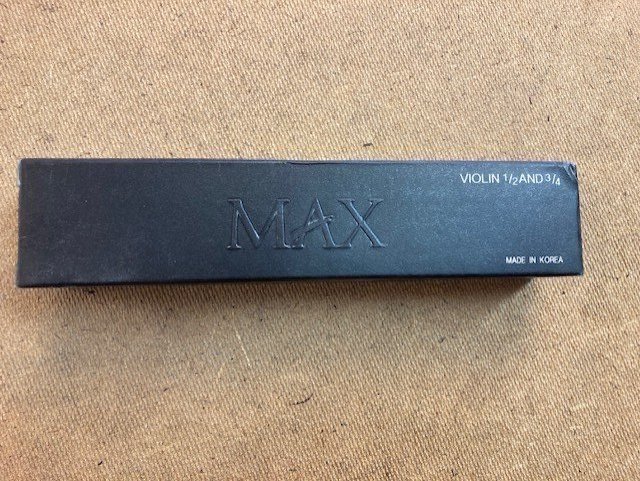 VIOLIN 1/2 AND 3/4
MAX
MADE IN KOREA